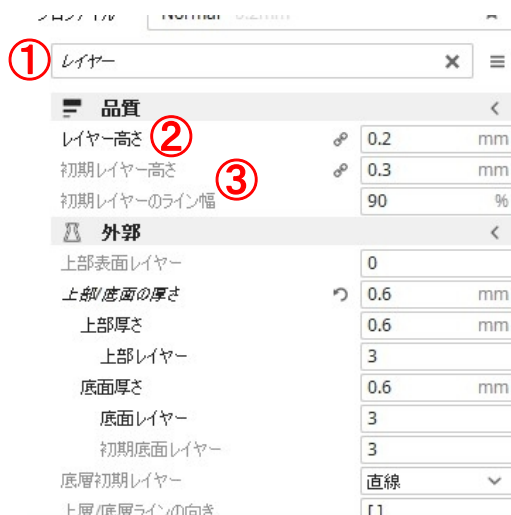 プロファイル Normal 0.2mm
① レイヤー
品質
レイヤー高さ ② 0.2 mm
初期レイヤー高さ ③ 0.3 mm
初期レイヤーのライン幅 90 %
外郭
上部表面レイヤー 0
上部/底面の厚さ 0.6 mm
上部厚さ 0.6 mm
上部レイヤー 3
底面厚さ 0.6 mm
底面レイヤー 3
初期底面レイヤー 3
底層初期レイヤー 直線
上層/底層ラインの向き [ ]